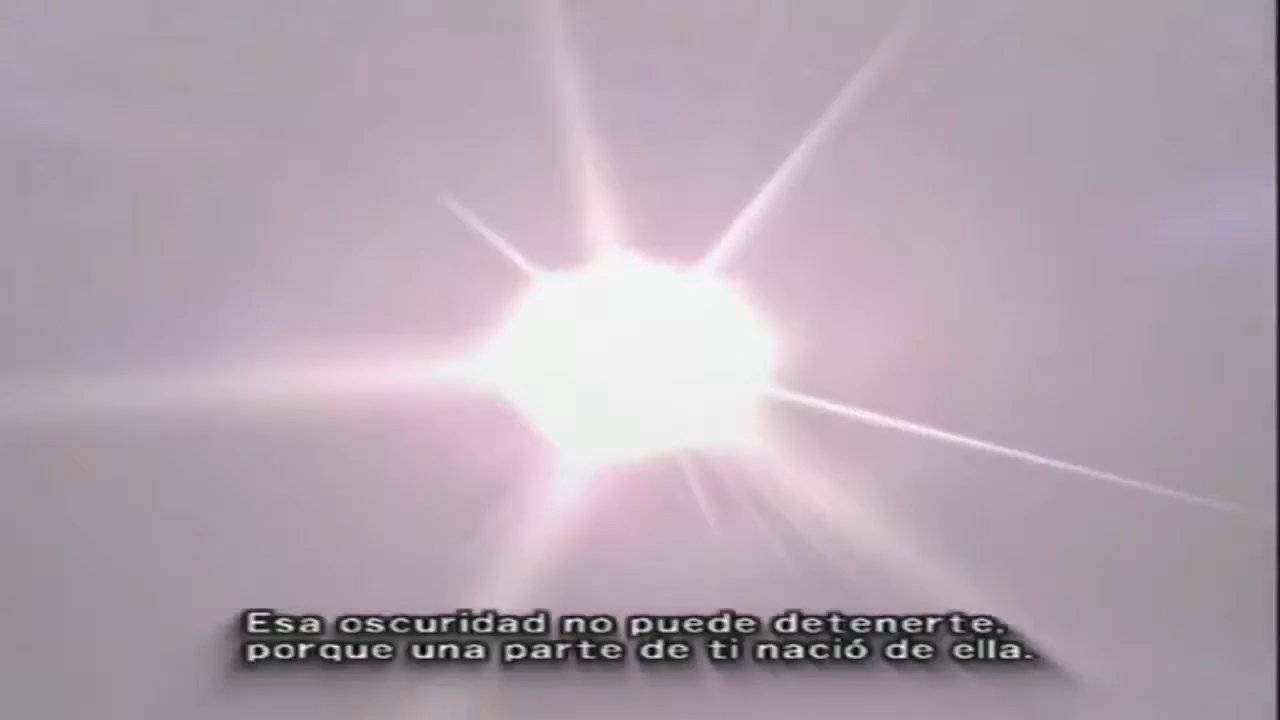 Esa oscuridad no puede detenerte,
porque una parte de ti nació de ella.